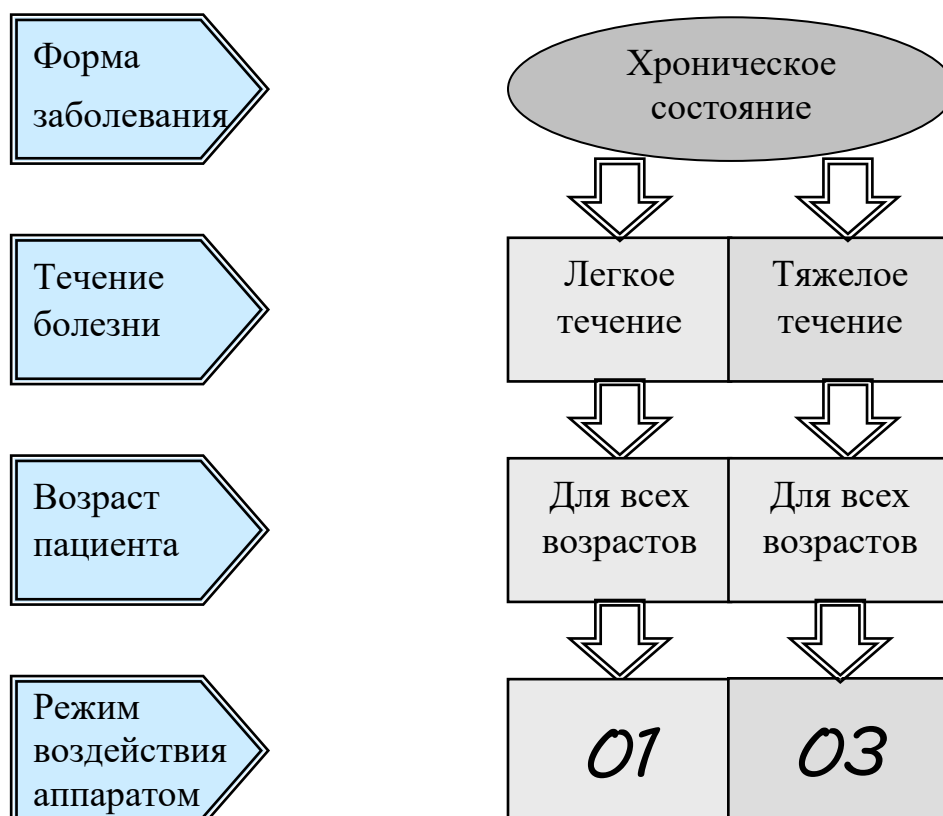 Форма
заболевания
Хроническое
состояние
Течение
болезни
Легкое
течение
Тяжелое
течение
Возраст
пациента
Для всех
возрастов
Для всех
возрастов
Режим
воздействия
аппаратом
01
03